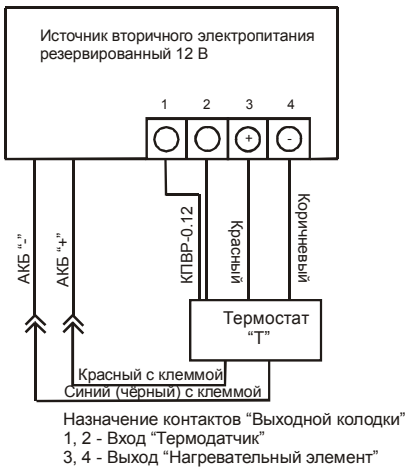 Источник вторичного электропитания
резервированный 12 В
1 2 3 4
+ -
АКБ "-"
АКБ "+"
КПВР-0.12
Красный
Коричневый
Термостат
"Т"
Красный с клеммой
Синий (чёрный) с клеммой
Назначение контактов "Выходной колодки"
1, 2 - Вход "Термодатчик"
3, 4 - Выход "Нагревательный элемент"